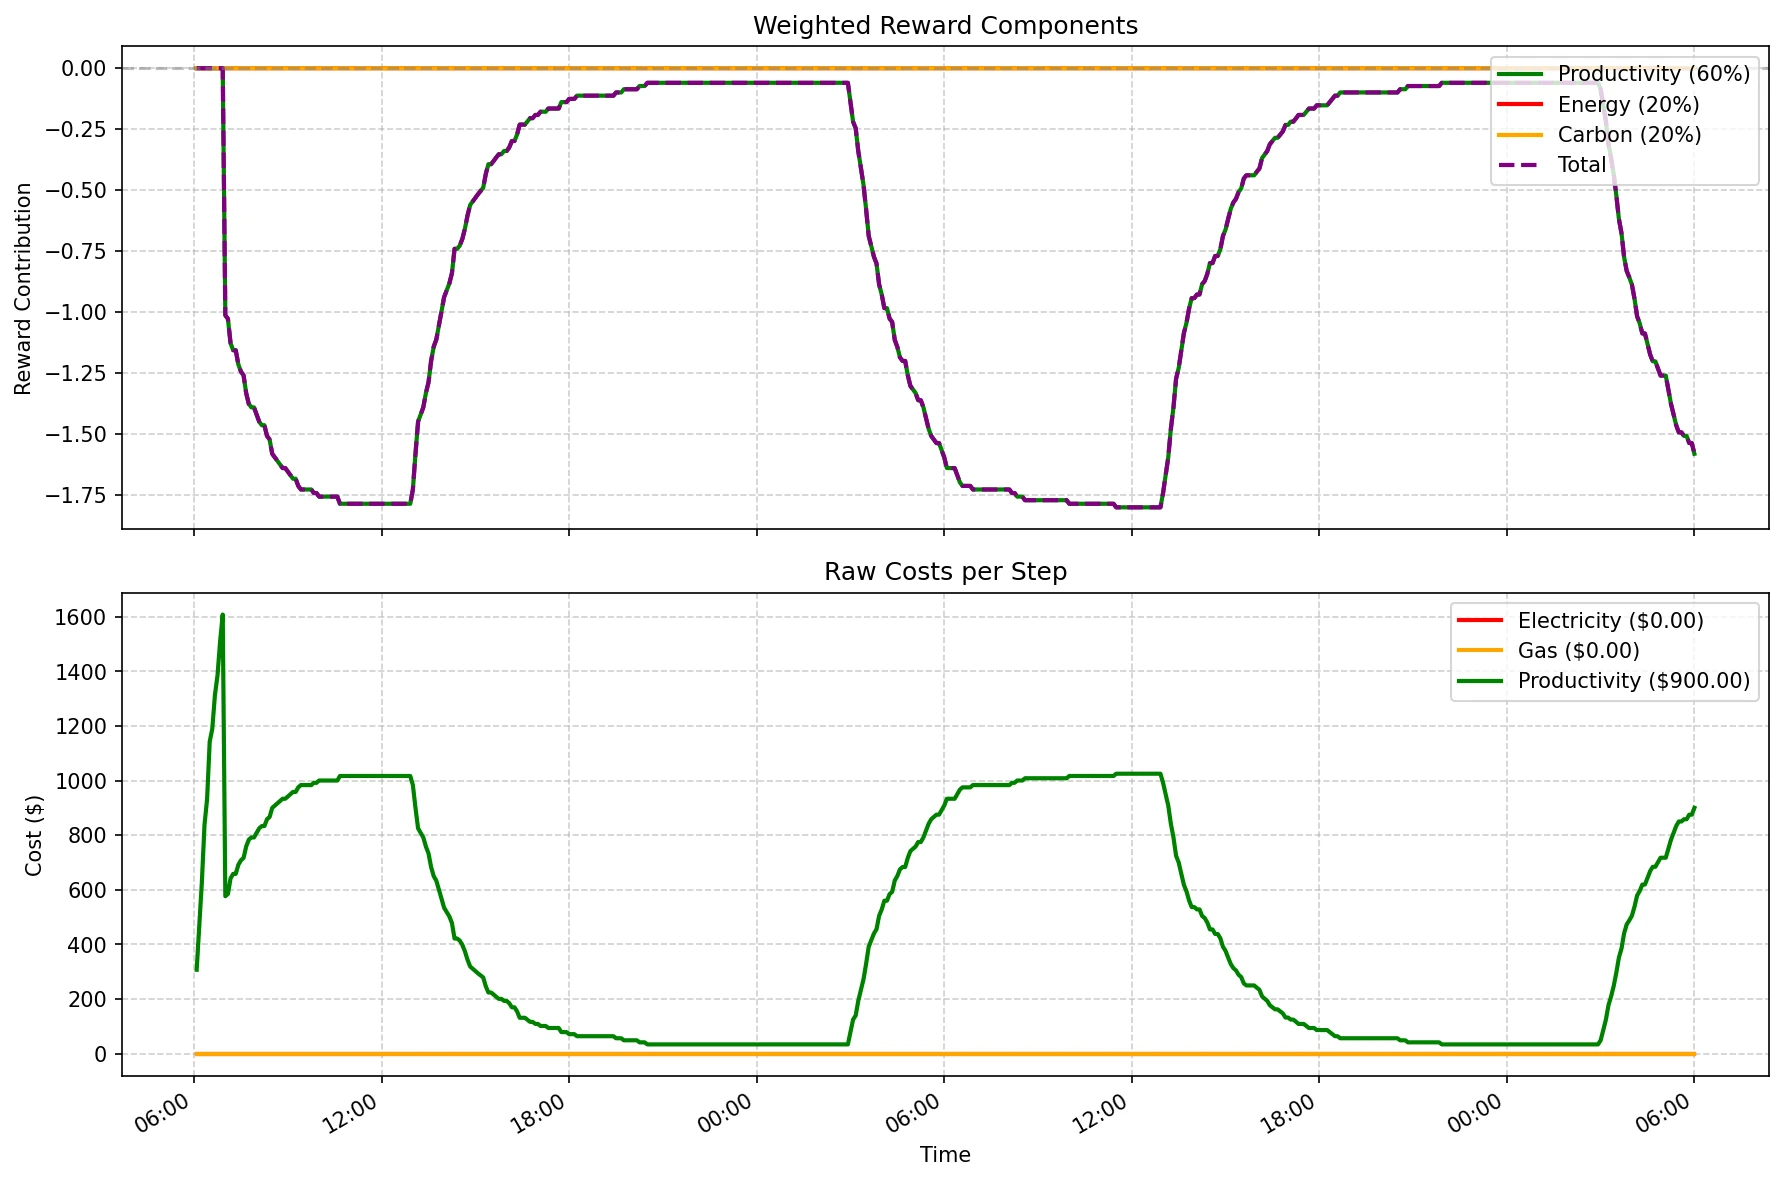 Weighted Reward Components
Reward Contribution
0.00
−0.25
−0.50
−0.75
−1.00
−1.25
−1.50
−1.75
Productivity (60%)
Energy (20%)
Carbon (20%)
Total
Raw Costs per Step
Cost ($)
1600
1400
1200
1000
800
600
400
200
0
Electricity ($0.00)
Gas ($0.00)
Productivity ($900.00)
06:00
12:00
18:00
00:00
06:00
12:00
18:00
00:00
06:00
Time